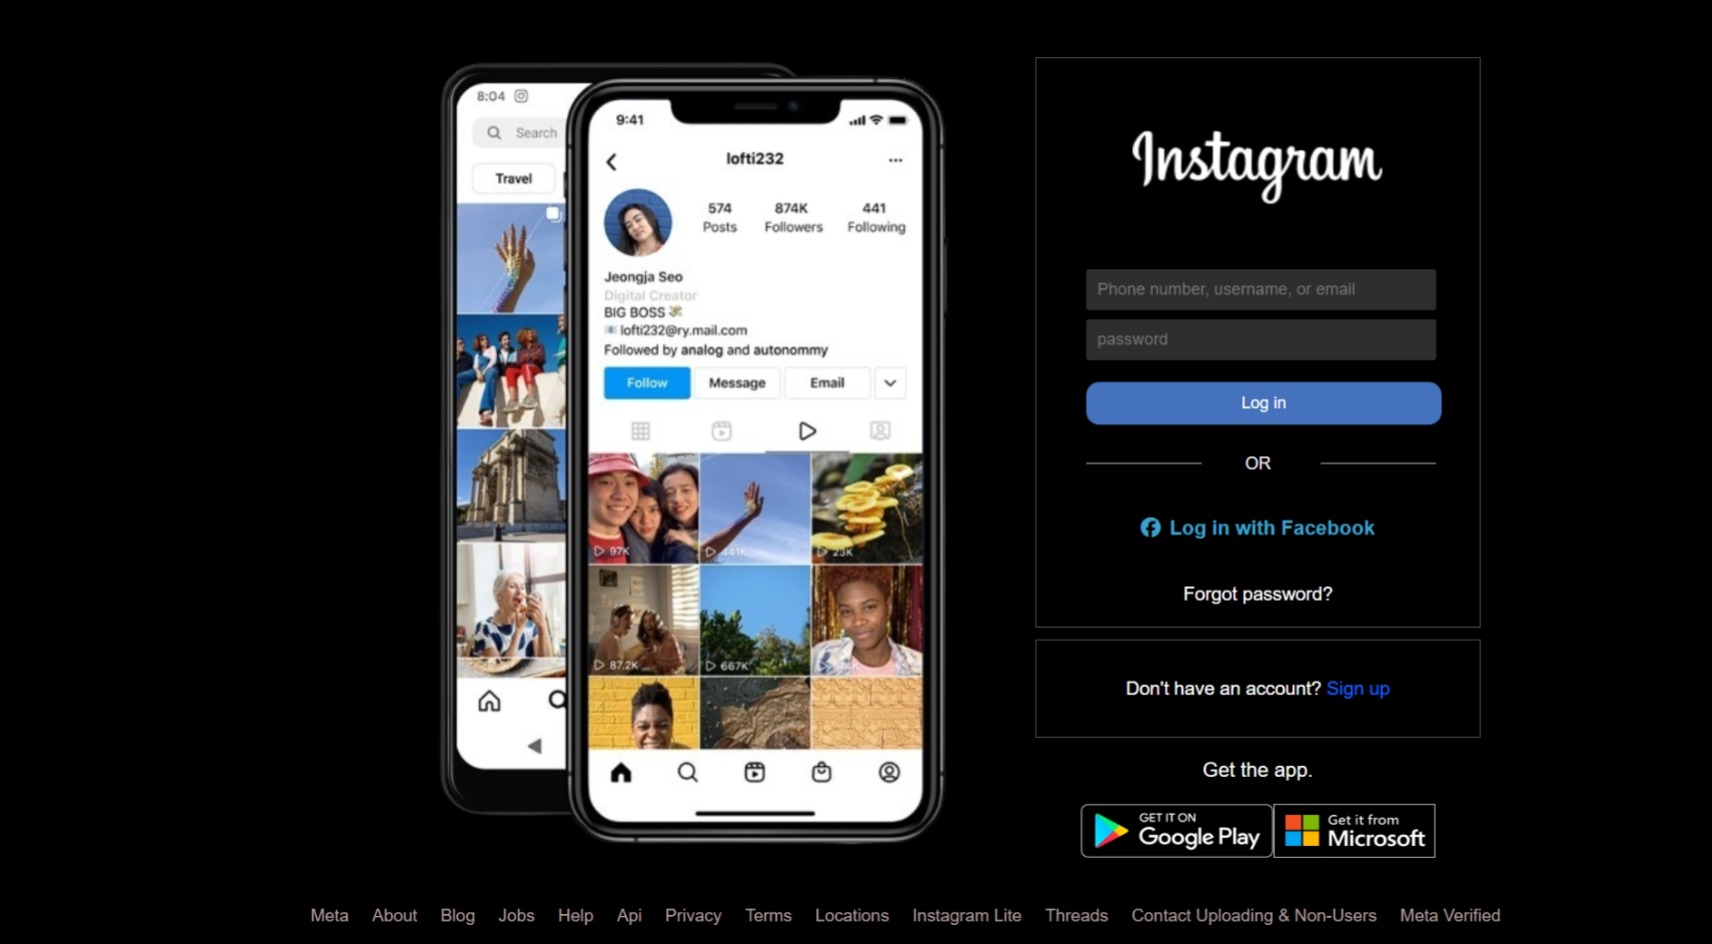 8:04
Search
Travel
9:41
lofti232
574
874K
441
Posts
Followers
Following
Jeongja Seo
Digital Creator
BIG BOSS
lofti232@ry.mail.com
Followed by analog and autonommy
Follow
Message
Email
97K
441K
23K
87.2K
667K
Instagram
Phone number, username, or email
password
Log in
OR
Log in with Facebook
Forgot password?
Don't have an account? Sign up
Get the app.
GET IT ON
Google Play
Get it from
Microsoft
Meta About Blog Jobs Help Api Privacy Terms Locations Instagram Lite Threads Contact Uploading & Non-Users Meta Verified